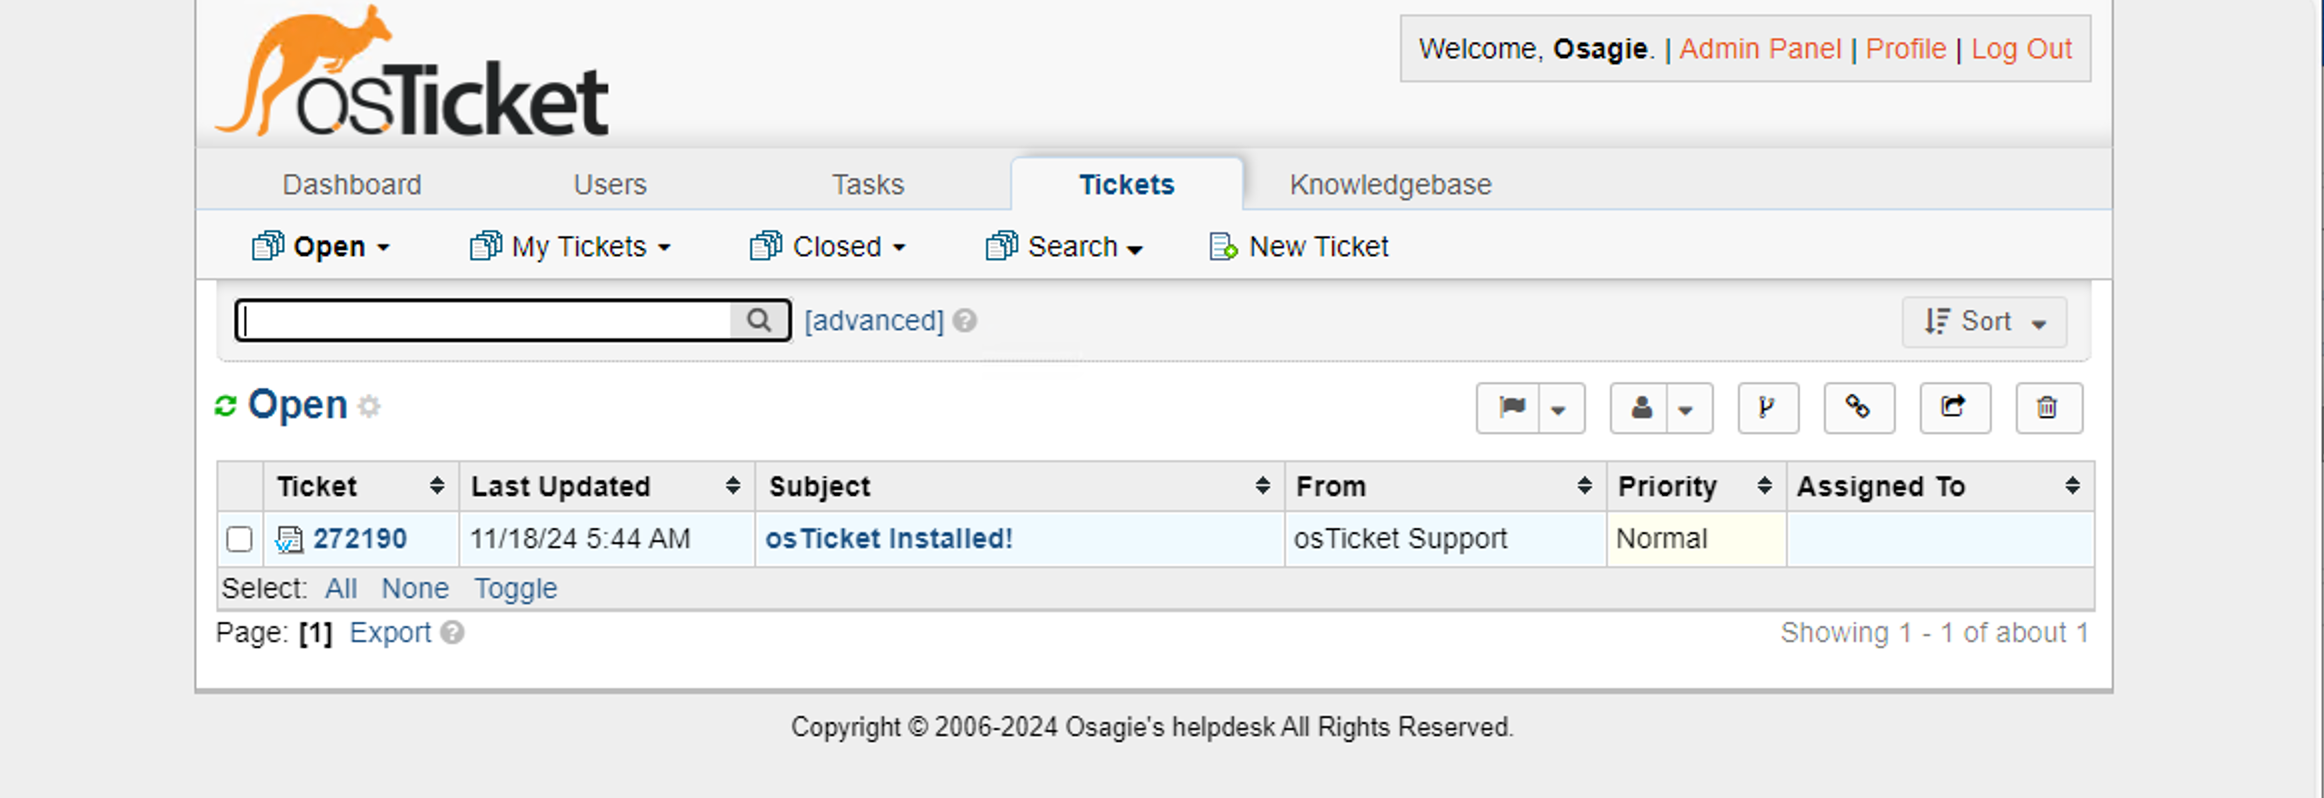 osTicket
Welcome, Osagie. | Admin Panel | Profile | Log Out
Dashboard Users Tasks Tickets Knowledgebase
Open My Tickets Closed Search New Ticket
[advanced] ? Sort
Open
Ticket Last Updated Subject From Priority Assigned To
272190 11/18/24 5:44 AM osTicket Installed! osTicket Support Normal
Select: All None Toggle
Page: [1] Export ? Showing 1 - 1 of about 1
Copyright © 2006-2024 Osagie's helpdesk All Rights Reserved.